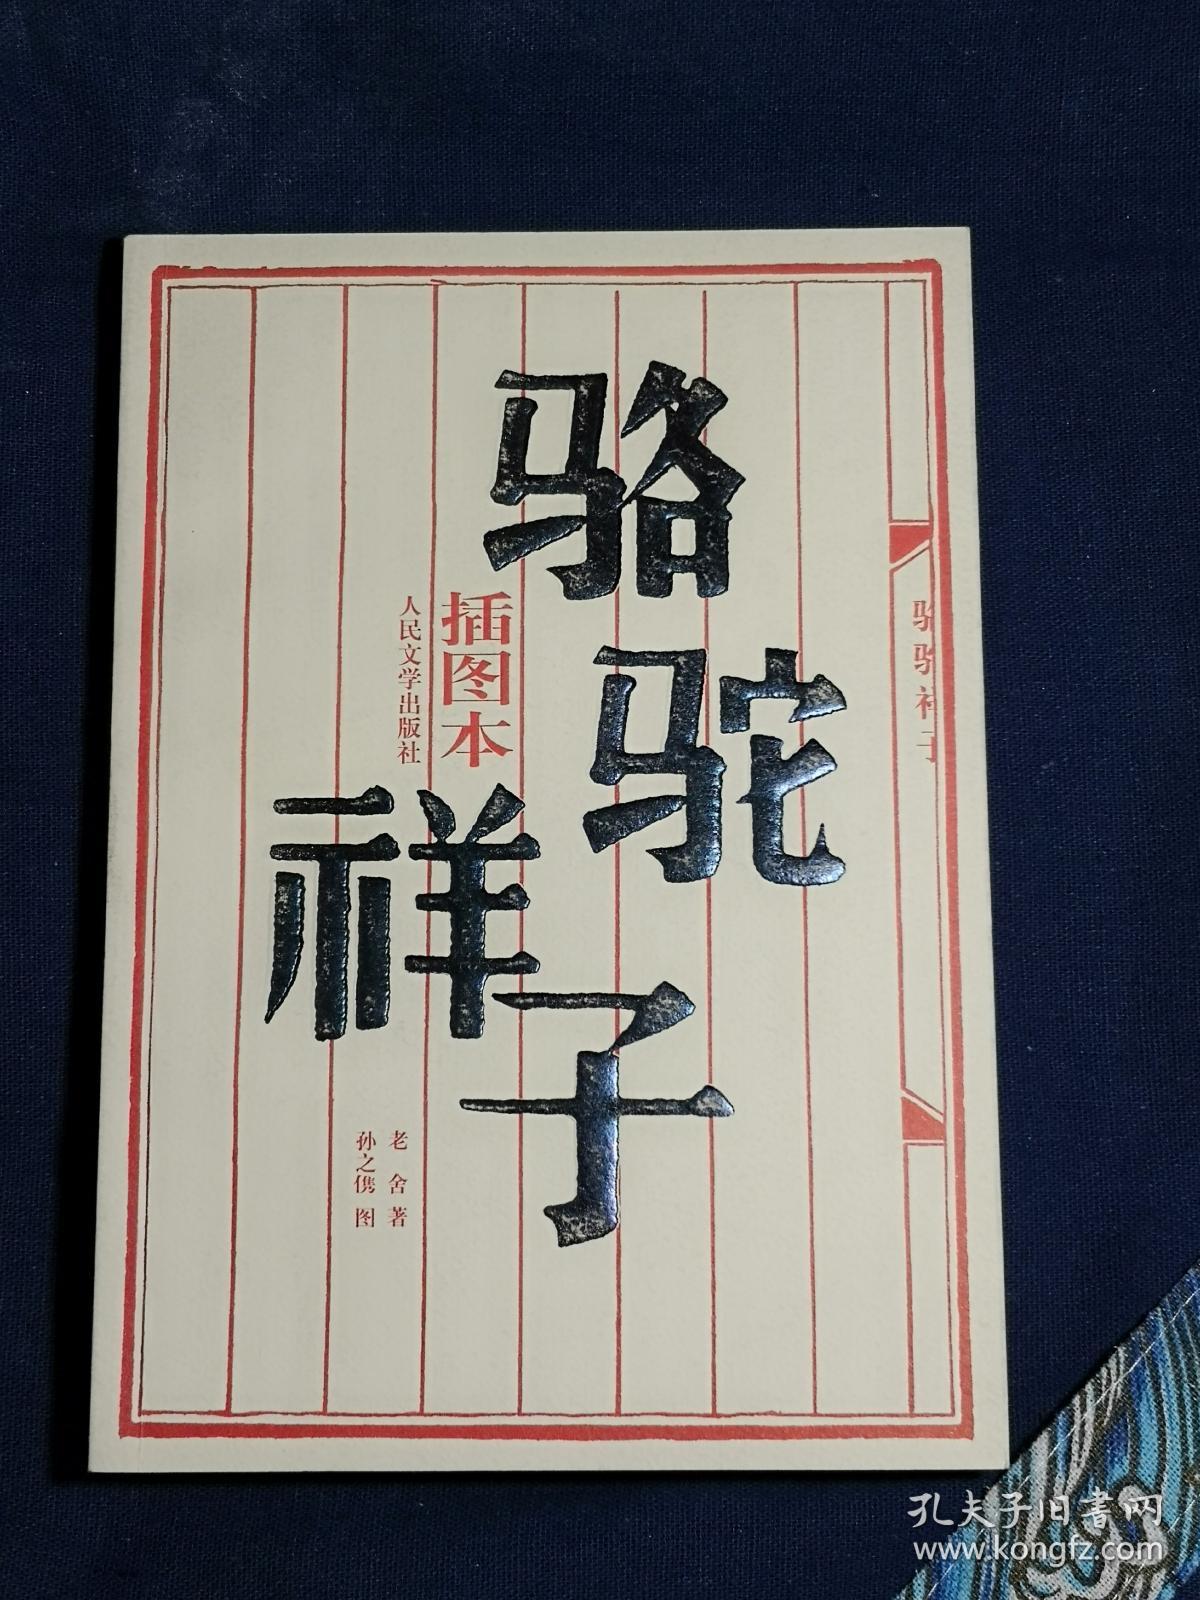 骆驼
祥子
插图本
人民文学出版社
骆驼祥子
老舍 著
孙之儁 图
孔夫子旧书网
www.kongfz.com